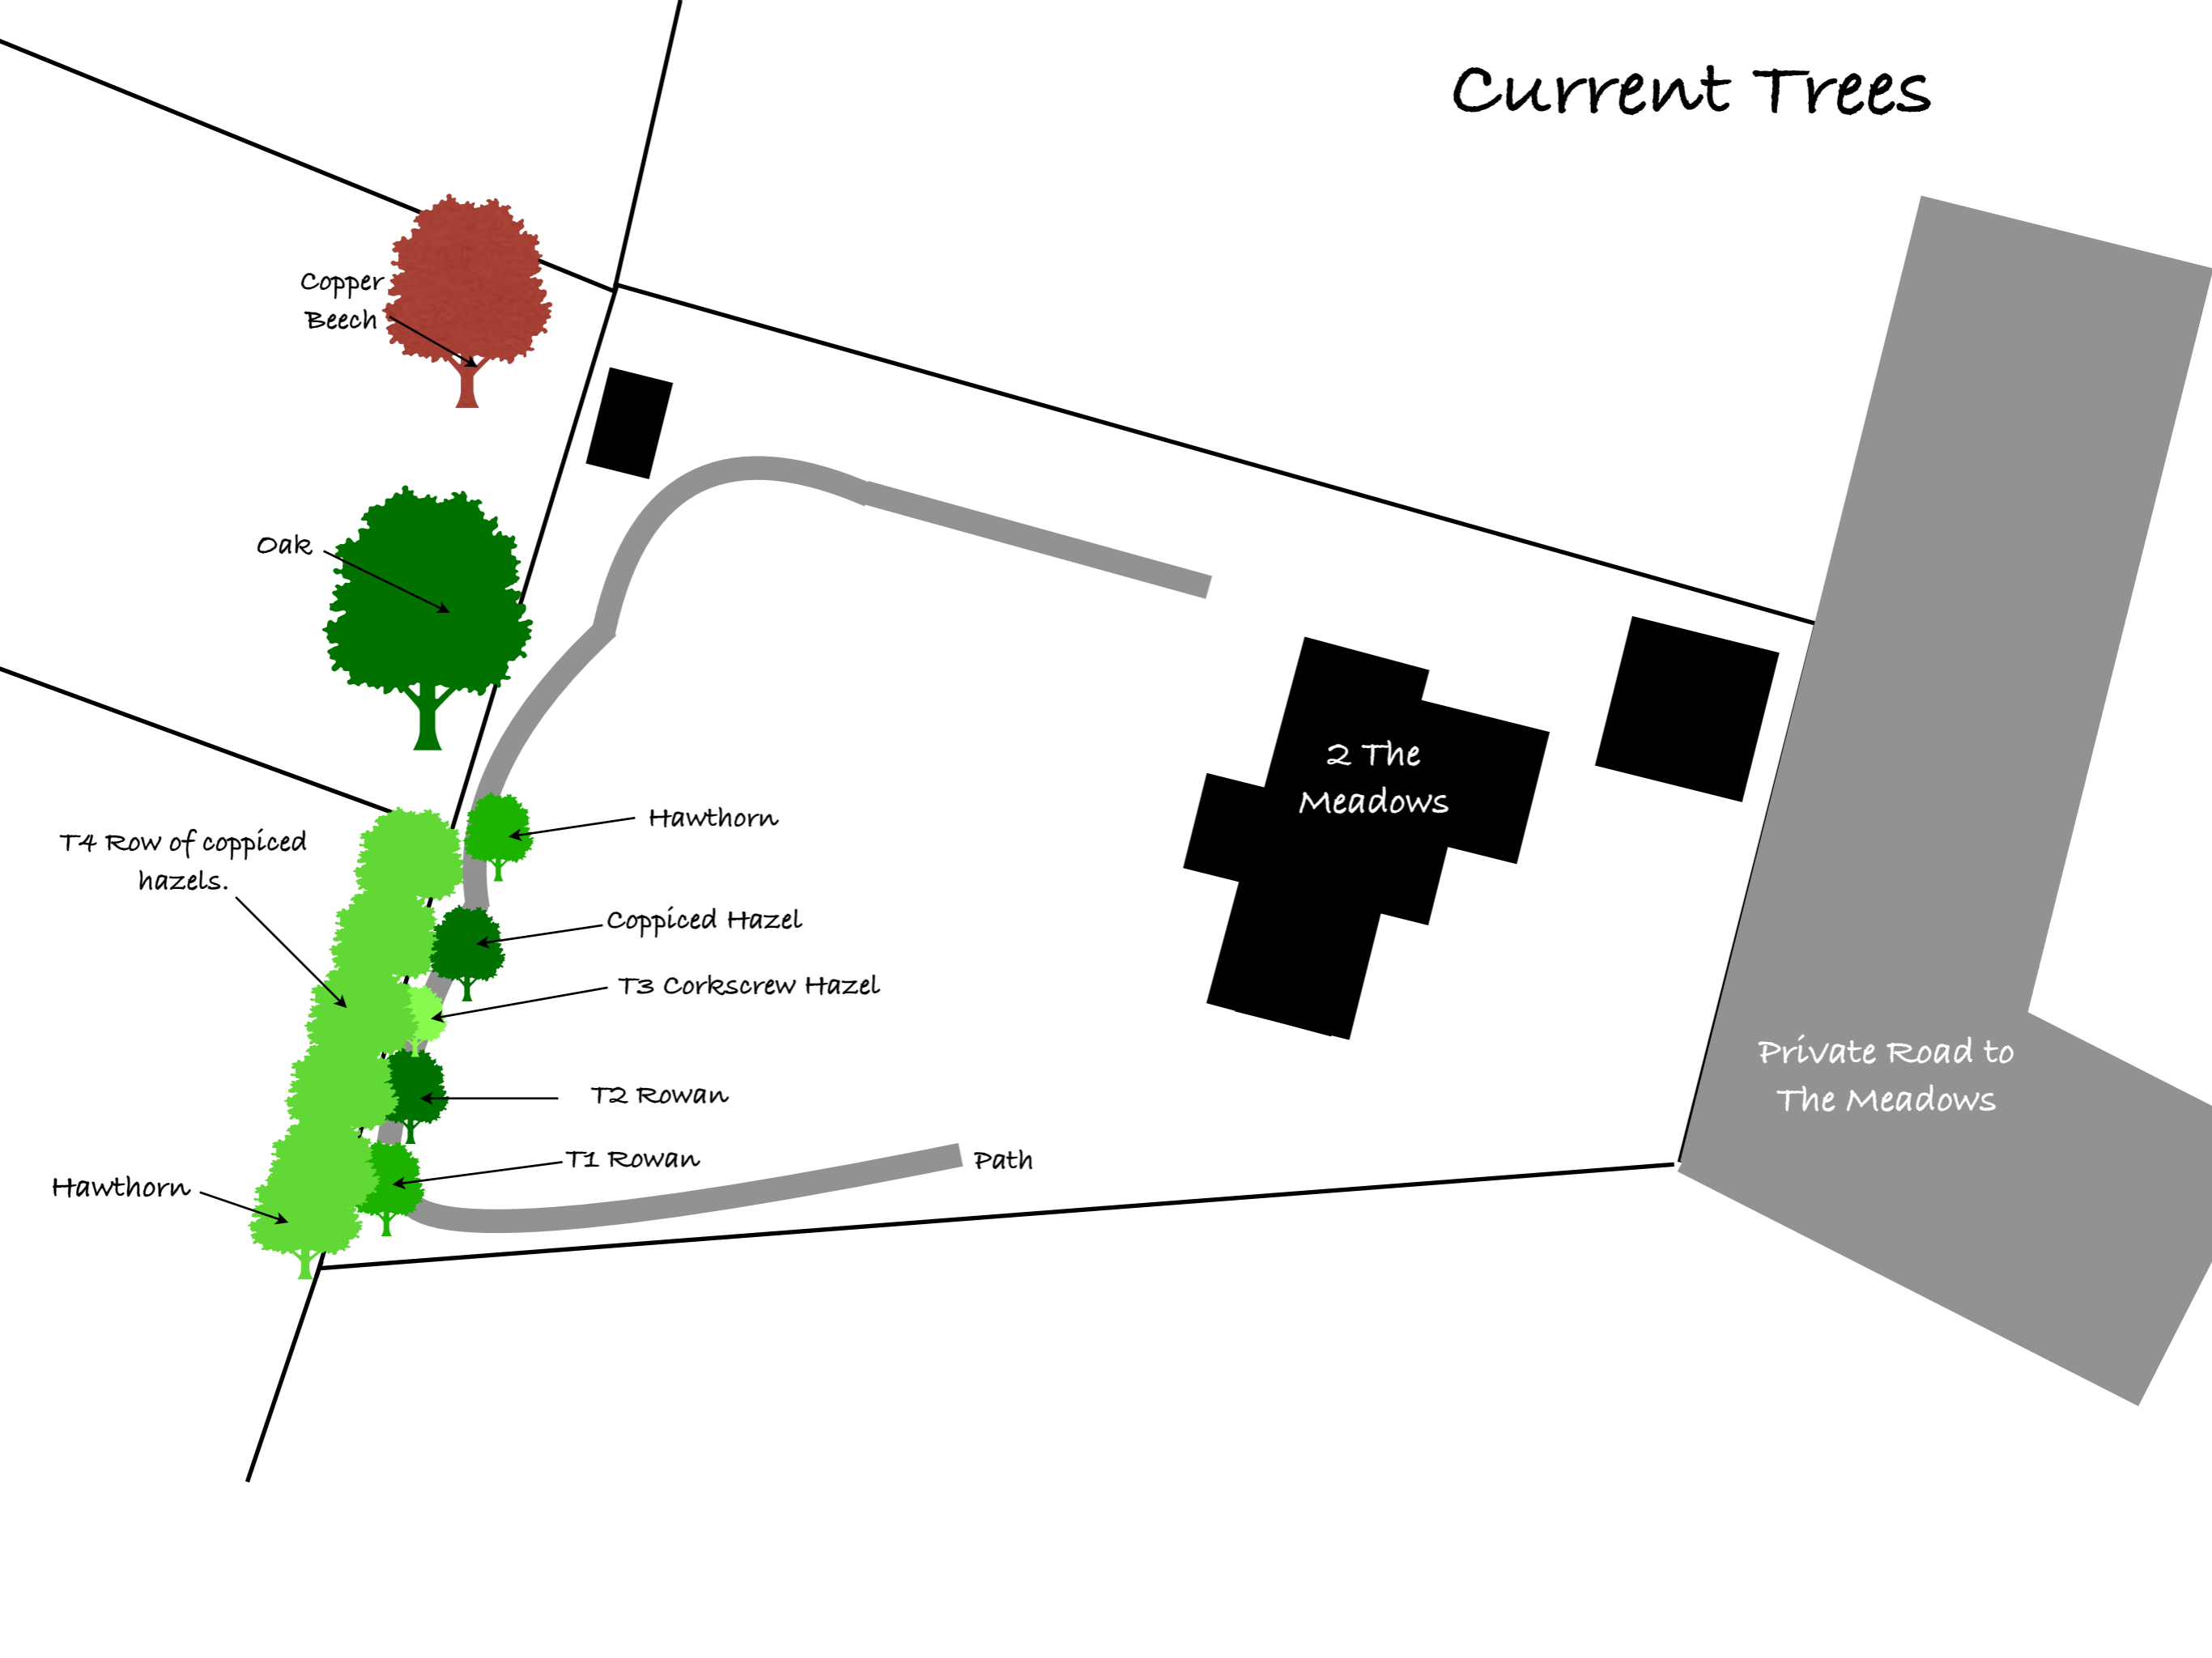 Current Trees
Copper
Beech
Oak
Hawthorn
T4 Row of coppiced
hazels.
Coppiced Hazel
T3 Corkscrew Hazel
T2 Rowan
T1 Rowan
Hawthorn
Path
2 The
Meadows
Private Road to
The Meadows